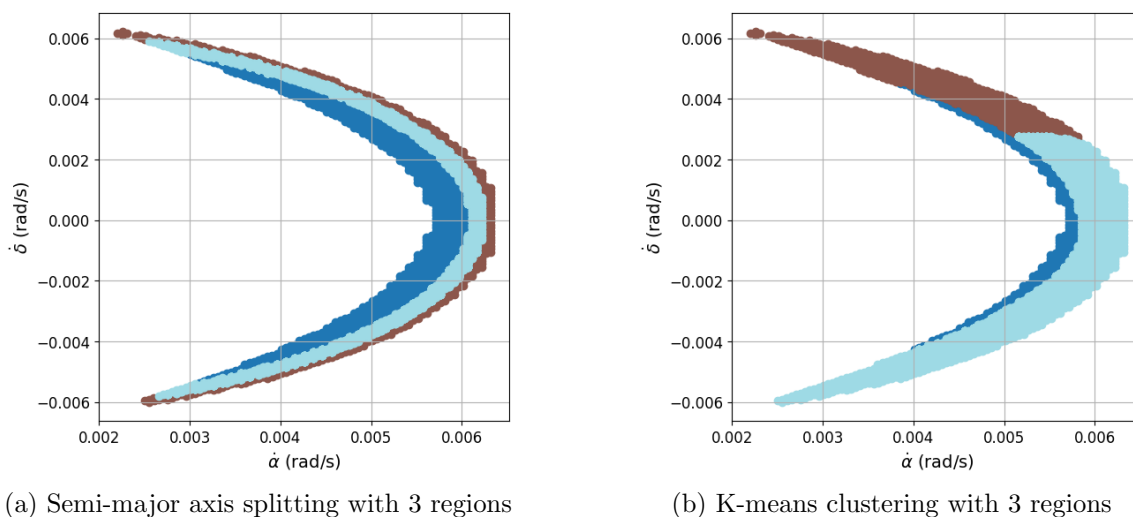 0.006
0.004
0.002
0.000
−0.002
−0.004
−0.006
δ̇ (rad/s)
0.002 0.003 0.004 0.005 0.006
α̇ (rad/s)
(a) Semi-major axis splitting with 3 regions
0.006
0.004
0.002
0.000
−0.002
−0.004
−0.006
δ̇ (rad/s)
0.002 0.003 0.004 0.005 0.006
α̇ (rad/s)
(b) K-means clustering with 3 regions